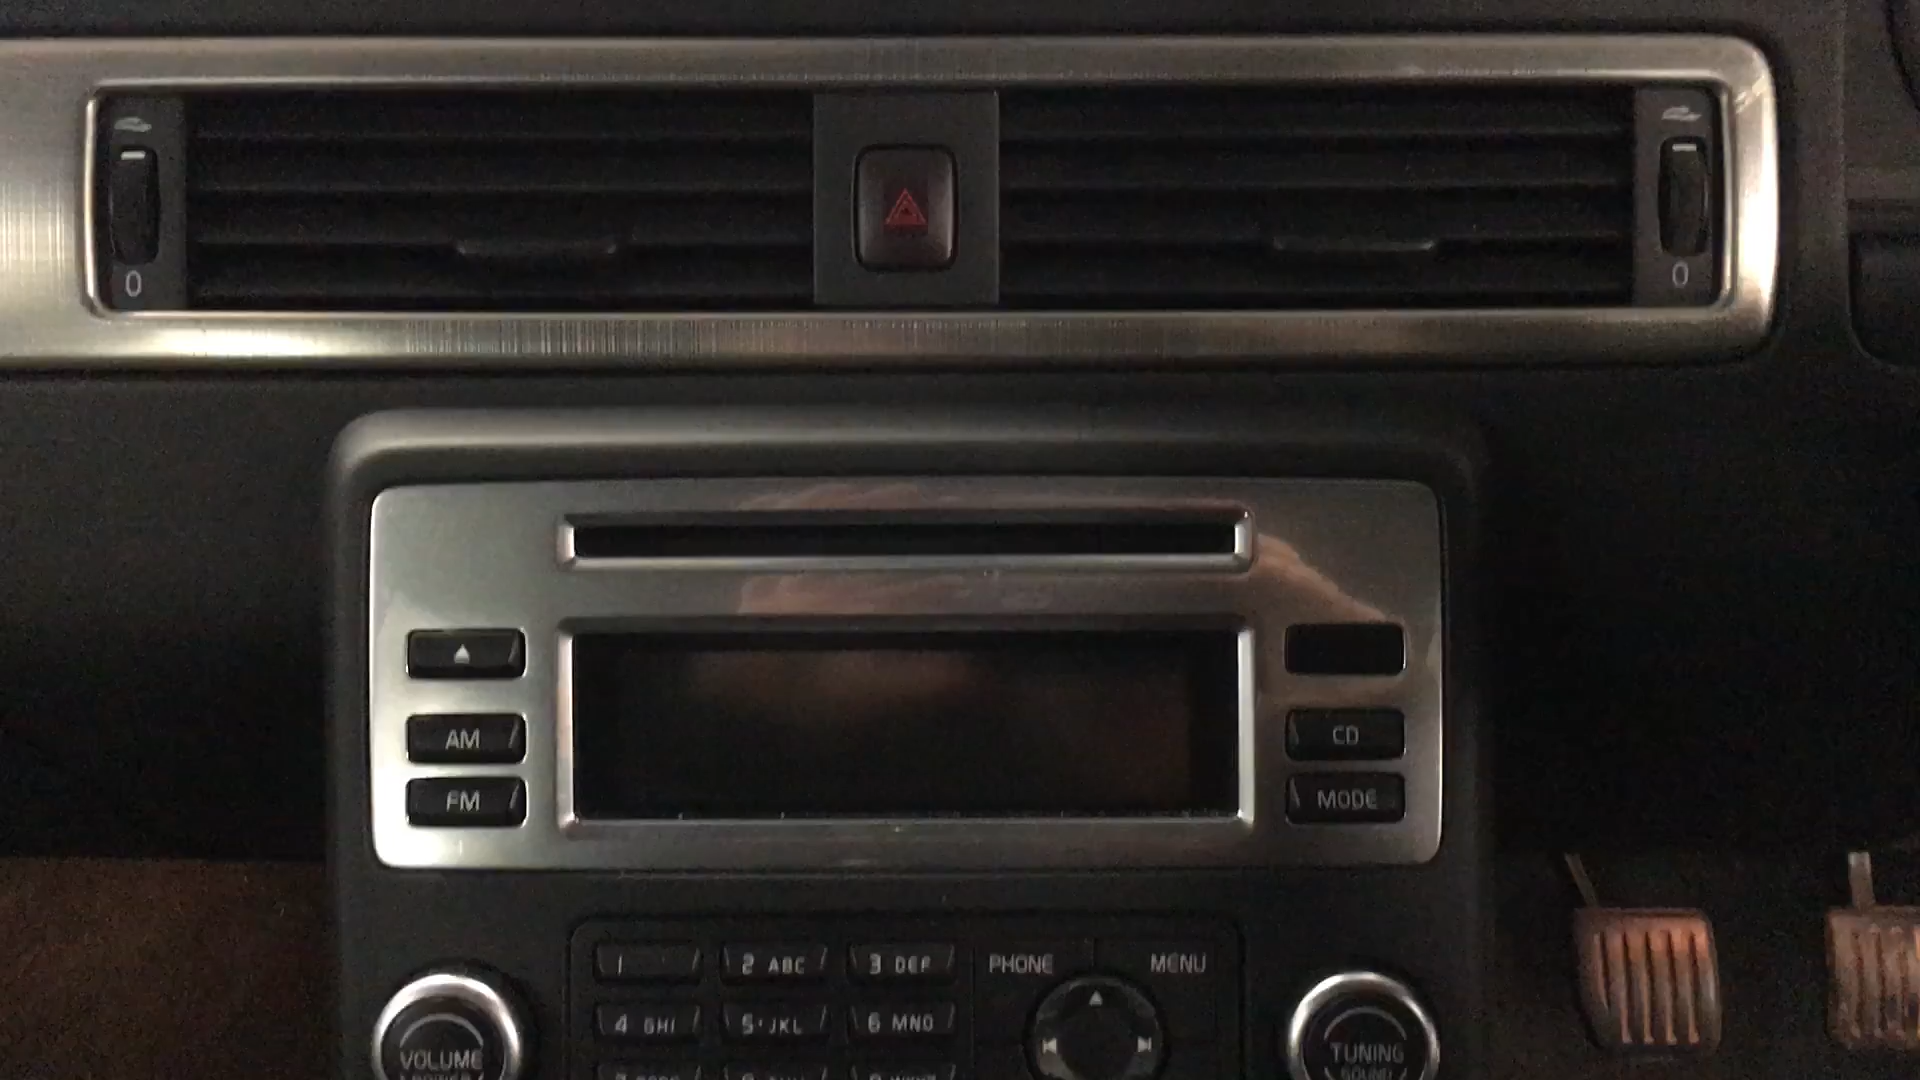 0
0
AM
CD
FM
MODE
1
2 ABC
3 DEF
PHONE
MENU
4 GHI
5 JKL
6 MNO
VOLUME
TUNING
SOUND